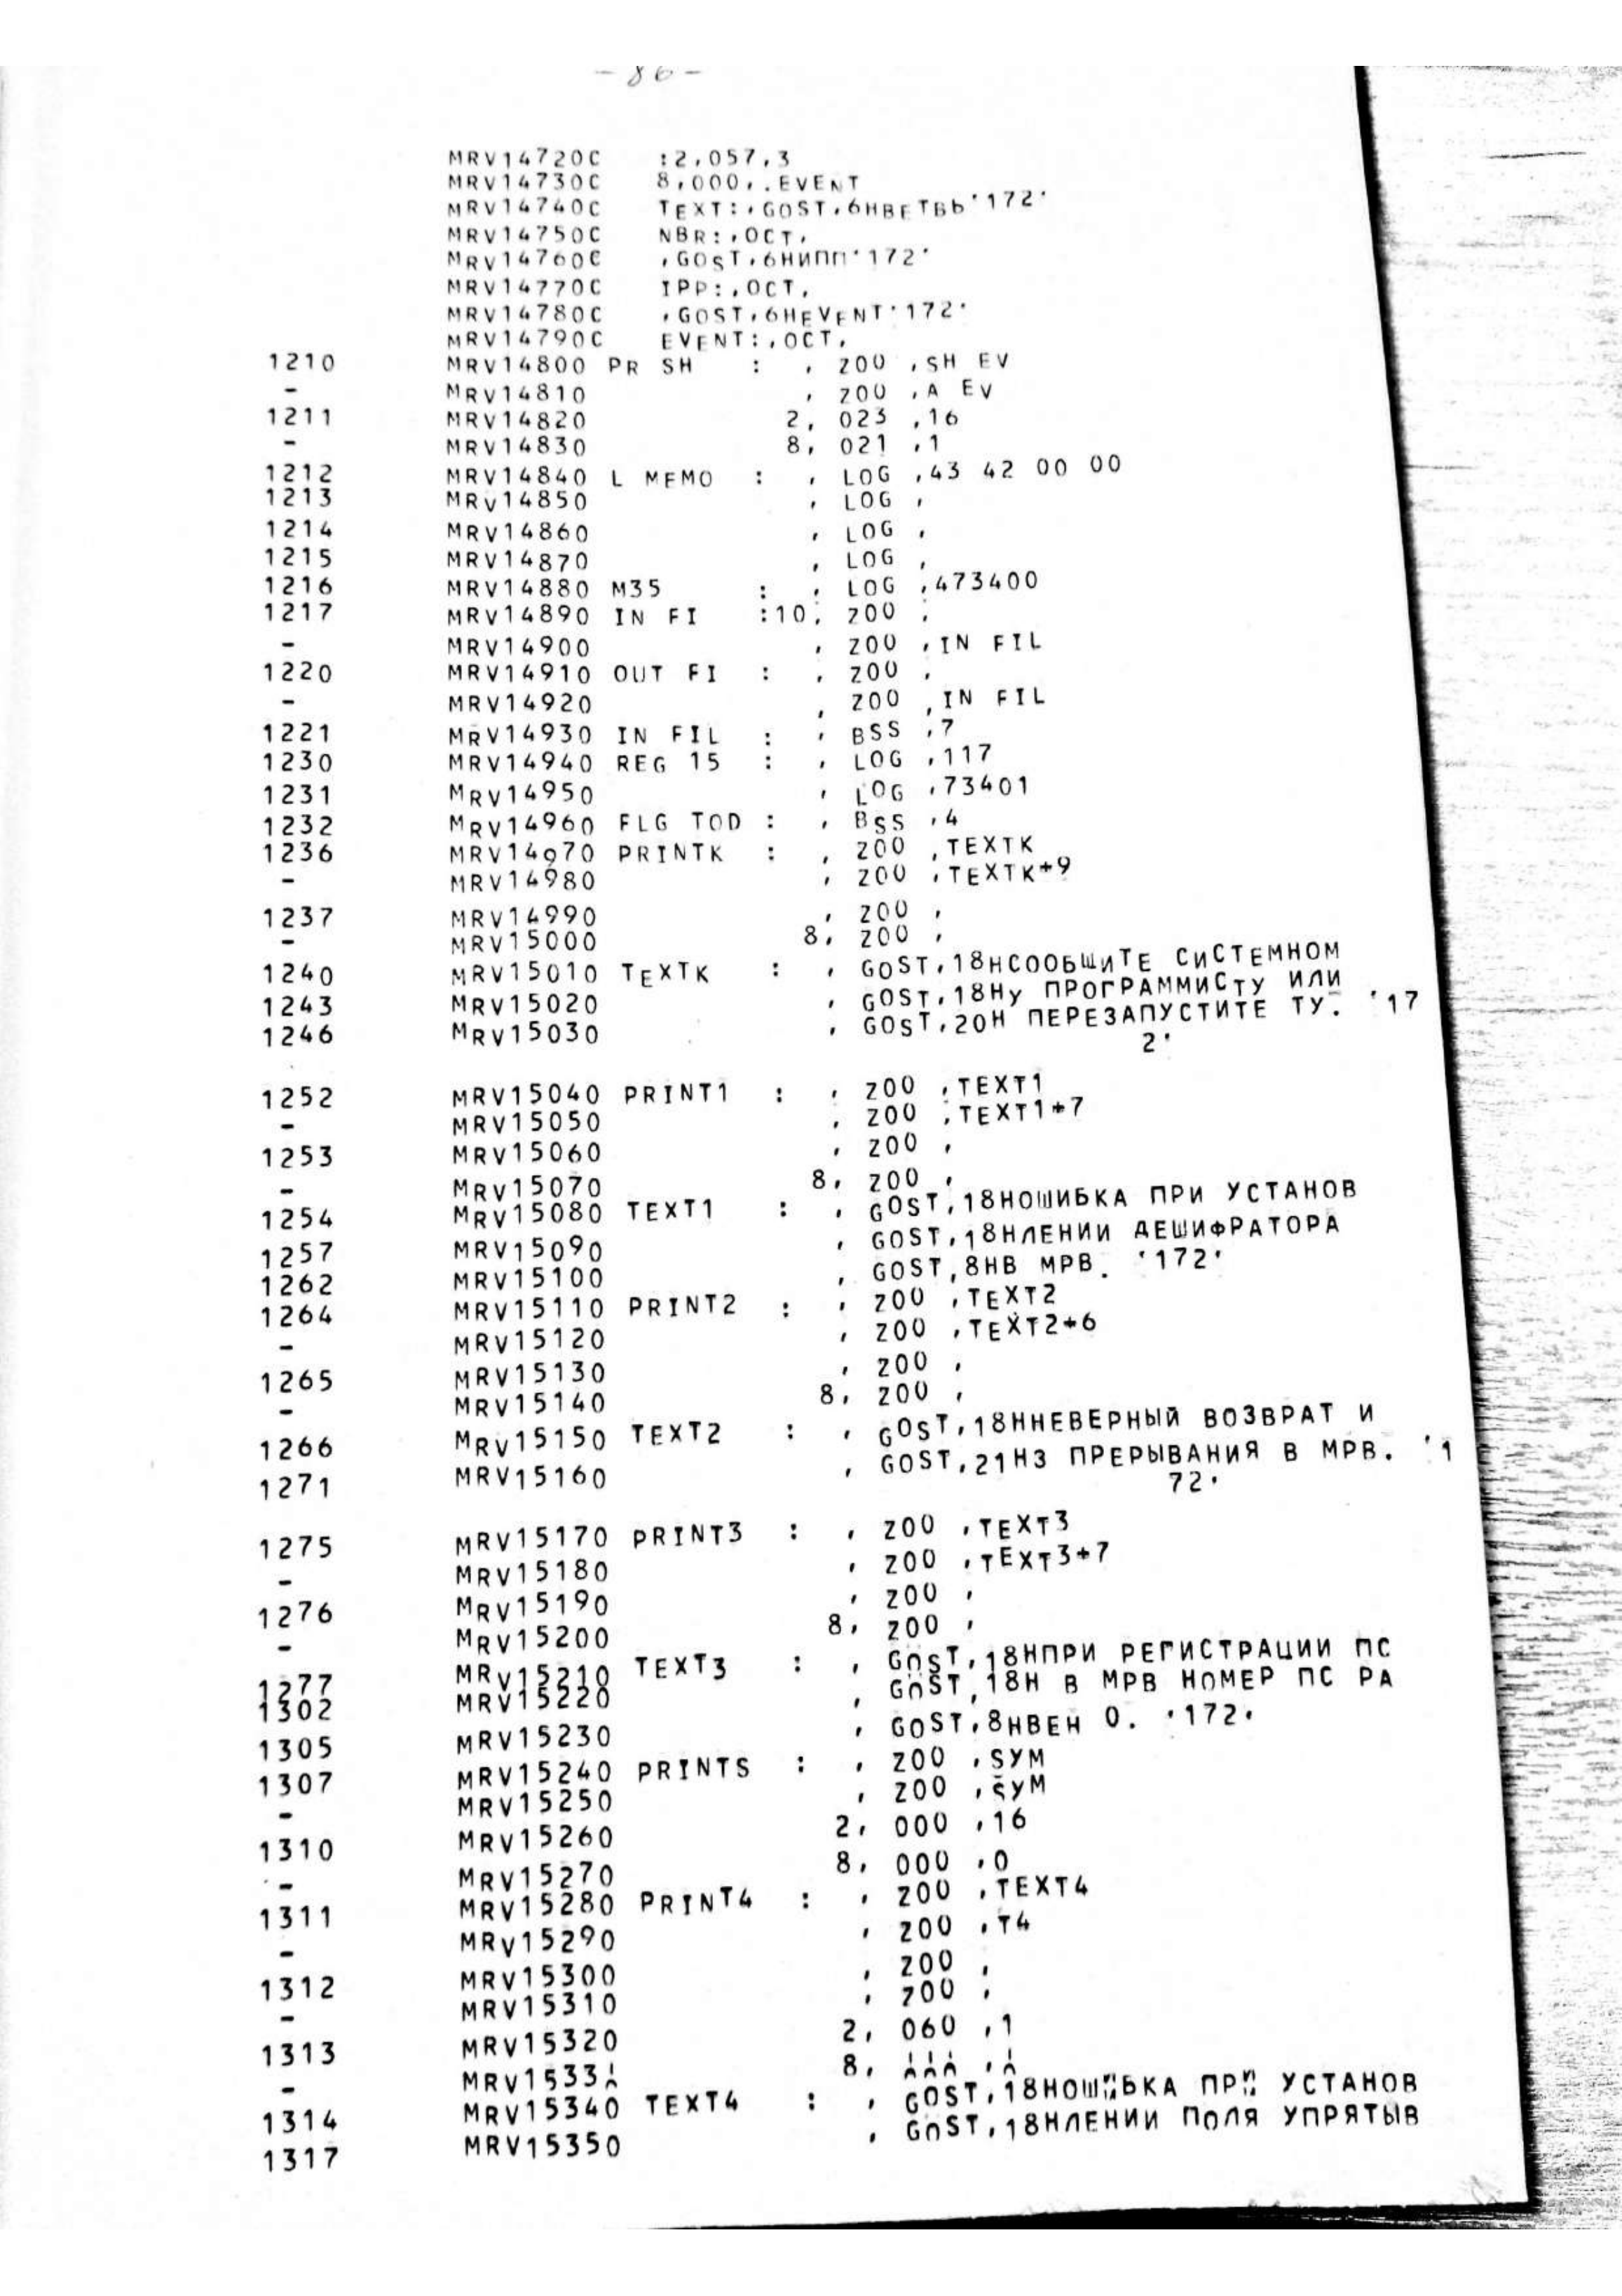 - 86 -
MRV14720C :2,057,3
MRV14730C 8,000,.EVENT
MRV14740C TEXT:,GOST,6HВЕТВЬ'172'
MRV14750C NBR:,OCT,
MRV14760C ,GOST,6HИПП'172'
MRV14770C IPP:,OCT,
MRV14780C ,GOST,6HEVENT'172'
MRV14790C EVENT:,OCT,
1210 MRV14800 PR SH : , Z00 ,SH EV
- MRV14810 , Z00 ,A EV
1211 MRV14820 2, 023 ,16
- MRV14830 8, 021 ,1
1212 MRV14840 L MEMO : , LOG ,43 42 00 00
1213 MRV14850 , LOG ,
1214 MRV14860 , LOG ,
1215 MRV14870 , LOG ,
1216 MRV14880 M35 : , LOG ,473400
1217 MRV14890 IN FI :10, Z00 ,
- MRV14900 , Z00 ,IN FIL
1220 MRV14910 OUT FI : , Z00 ,
- MRV14920 , Z00 ,IN FIL
1221 MRV14930 IN FIL : , BSS ,7
1230 MRV14940 REG 15 : , LOG ,117
1231 MRV14950 , LOG ,73401
1232 MRV14960 FLG TOD : , BSS ,4
1236 MRV14970 PRINTK : , Z00 ,TEXTK
- MRV14980 , Z00 ,TEXTK+9
1237 MRV14990 , Z00 ,
- MRV15000 8, Z00 ,
1240 MRV15010 TEXTK : , GOST,18HСООБЩИТЕ СИСТЕМНОМ
1243 MRV15020 , GOST,18HУ ПРОГРАММИСТУ ИЛИ
1246 MRV15030 , GOST,20H ПЕРЕЗАПУСТИТЕ ТУ. '17
2'
1252 MRV15040 PRINT1 : , Z00 ,TEXT1
- MRV15050 , Z00 ,TEXT1+7
1253 MRV15060 , Z00 ,
- MRV15070 8, Z00 ,
1254 MRV15080 TEXT1 : , GOST,18HОШИБКА ПРИ УСТАНОВ
1257 MRV15090 , GOST,18HЛЕНИИ ДЕШИФРАТОРА
1262 MRV15100 , GOST,8HВ МРВ. '172'
1264 MRV15110 PRINT2 : , Z00 ,TEXT2
- MRV15120 , Z00 ,TEXT2+6
1265 MRV15130 , Z00 ,
- MRV15140 8, Z00 ,
1266 MRV15150 TEXT2 : , GOST,18HНЕВЕРНЫЙ ВОЗВРАТ И
1271 MRV15160 , GOST,21HЗ ПРЕРЫВАНИЯ В МРВ. '1
72'
1275 MRV15170 PRINT3 : , Z00 ,TEXT3
- MRV15180 , Z00 ,TEXT3+7
1276 MRV15190 , Z00 ,
- MRV15200 8, Z00 ,
1277 MRV15210 TEXT3 : , GOST,18HПРИ РЕГИСТРАЦИИ ПС
1302 MRV15220 , GOST,18H В МРВ НОМЕР ПС РА
1305 MRV15230 , GOST,8HВЕН 0. '172'
1307 MRV15240 PRINTS : , Z00 ,SYM
- MRV15250 , Z00 ,SYM
1310 MRV15260 2, 000 ,16
- MRV15270 8, 000 ,0
1311 MRV15280 PRINT4 : , Z00 ,TEXT4
- MRV15290 , Z00 ,T4
1312 MRV15300 , Z00 ,
- MRV15310 , Z00 ,
1313 MRV15320 2, 060 ,1
- 8,
1314 MRV15340 TEXT4 : , GOST,18HОШИБКА ПРИ УСТАНОВ
1317 MRV15350 , GOST,18HЛЕНИИ ПОЛЯ УПРЯТЫВ